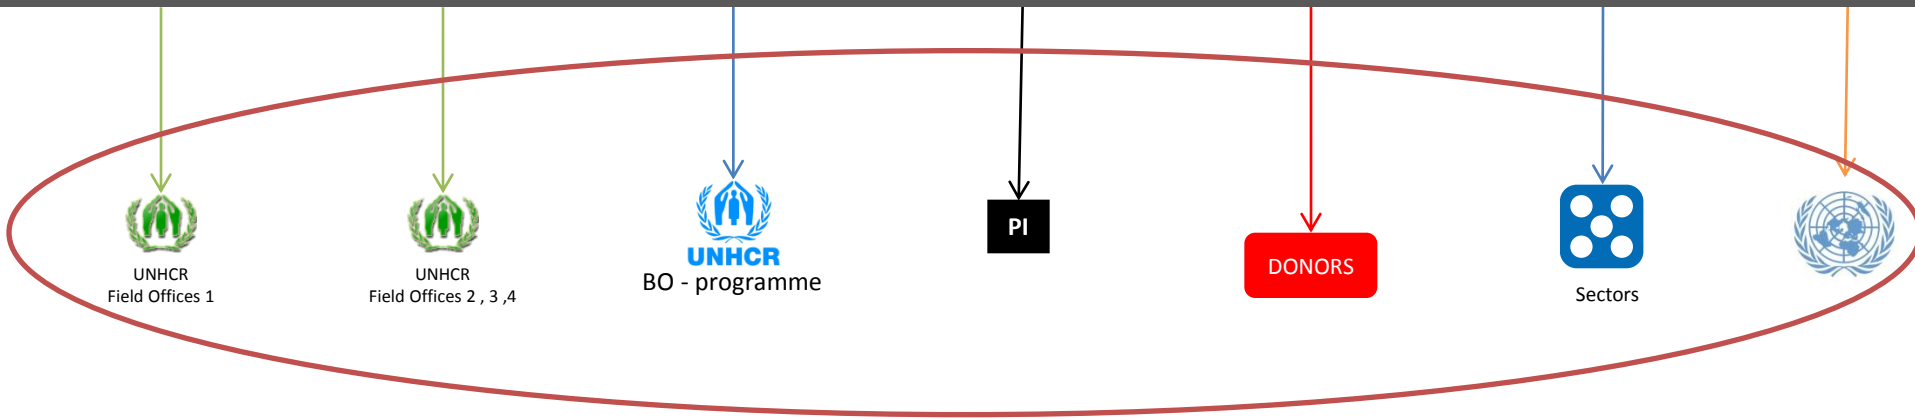 UNHCR
Field Offices 1
UNHCR
Field Offices 2 , 3 ,4
UNHCR
BO - programme
PI
DONORS
Sectors